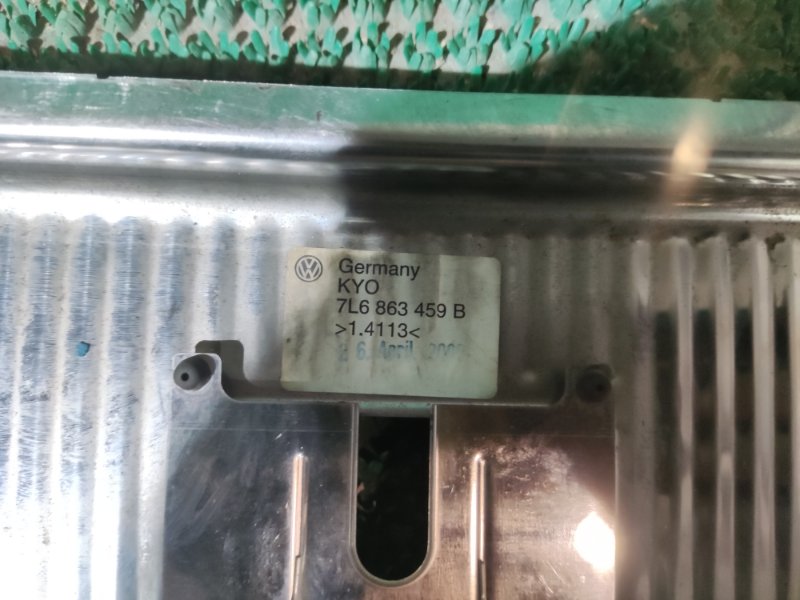 Germany
KYO
7L6 863 459 B
>1.4113<
6. April